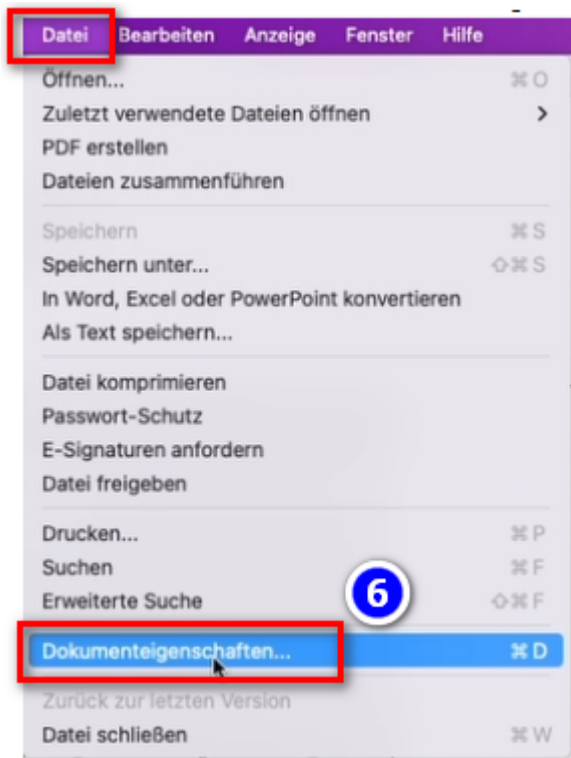 Datei Bearbeiten Anzeige Fenster Hilfe
Öffnen... ⌘ O
Zuletzt verwendete Dateien öffnen >
PDF erstellen
Dateien zusammenführen
Speichern ⌘ S
Speichern unter... ⇧⌘ S
In Word, Excel oder PowerPoint konvertieren
Als Text speichern...
Datei komprimieren
Passwort-Schutz
E-Signaturen anfordern
Datei freigeben
Drucken... ⌘ P
Suchen ⌘ F
Erweiterte Suche ⇧⌘ F
6
Dokumenteigenschaften... ⌘ D
Zurück zur letzten Version
Datei schließen ⌘ W